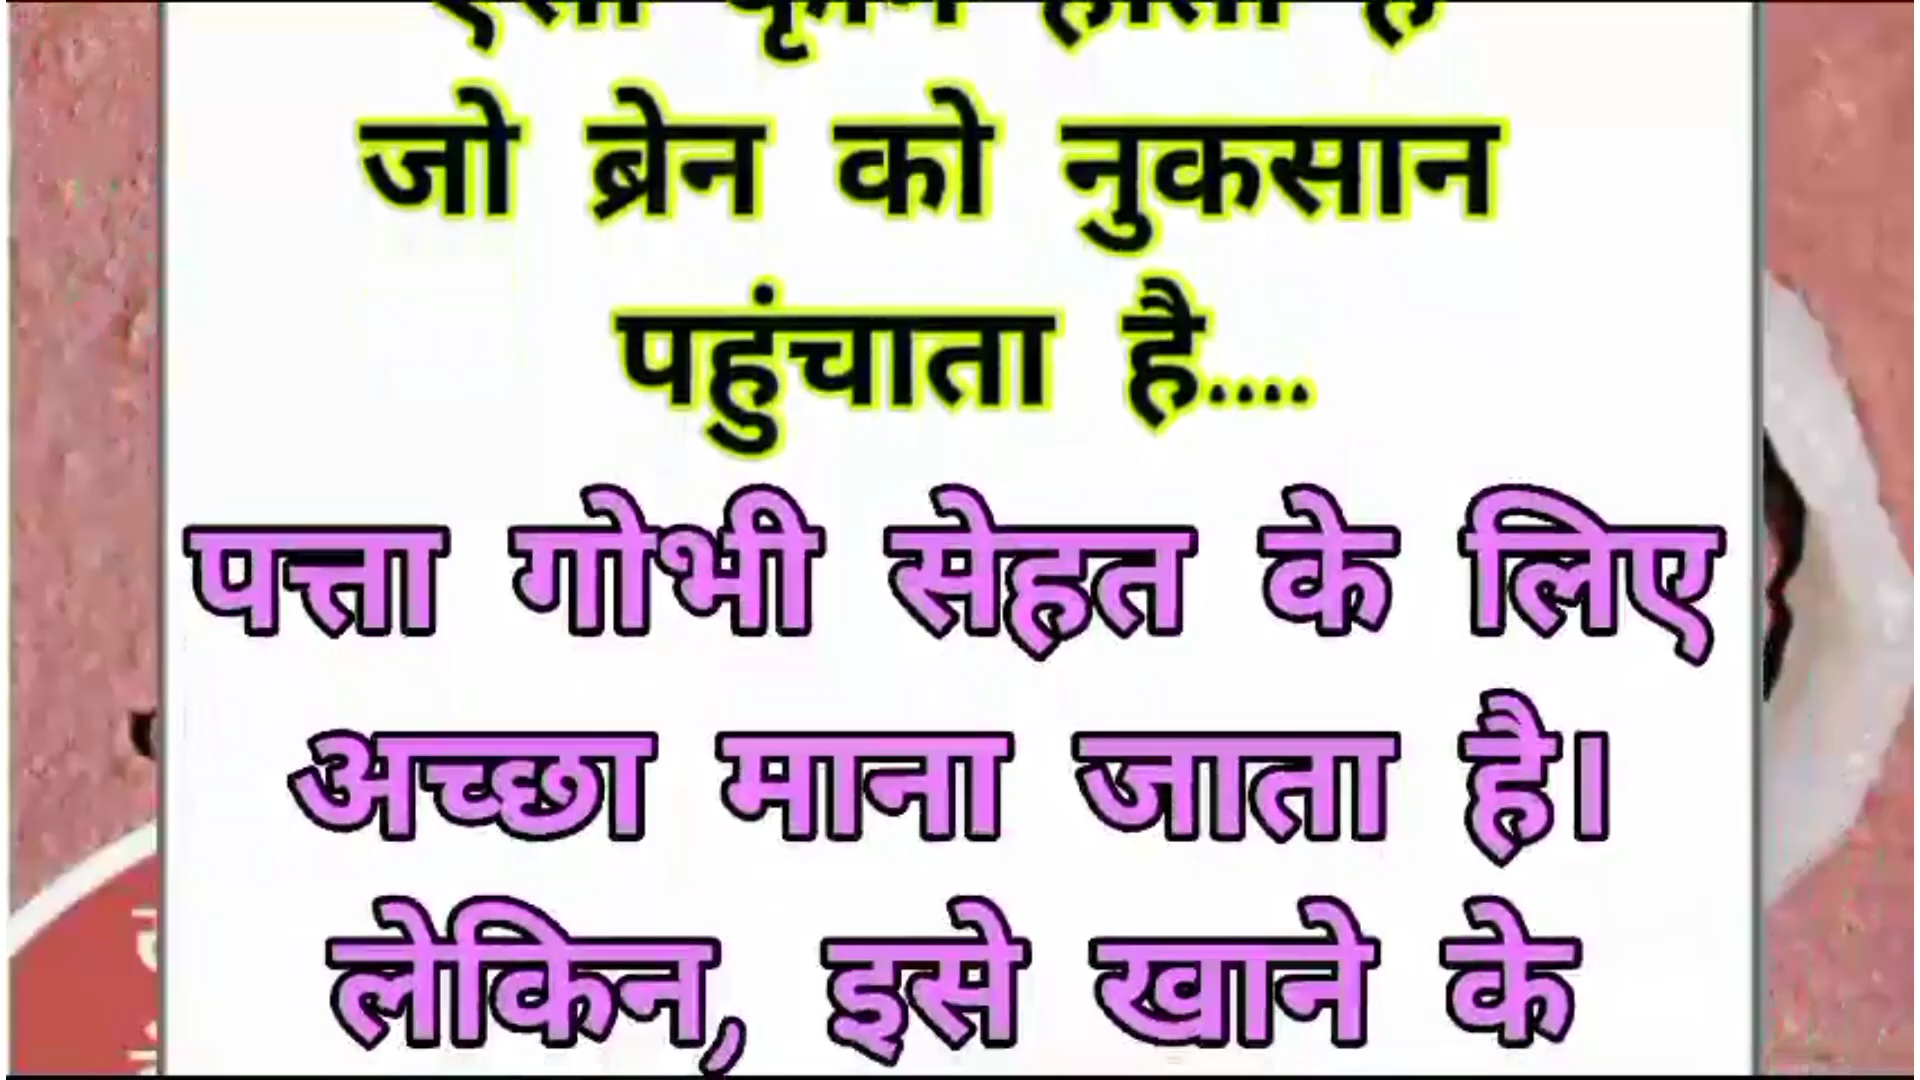 जो ब्रेन को नुकसान
पहुंचाता है....
पत्ता गोभी सेहत के लिए
अच्छा माना जाता है।
लेकिन, इसे खाने के